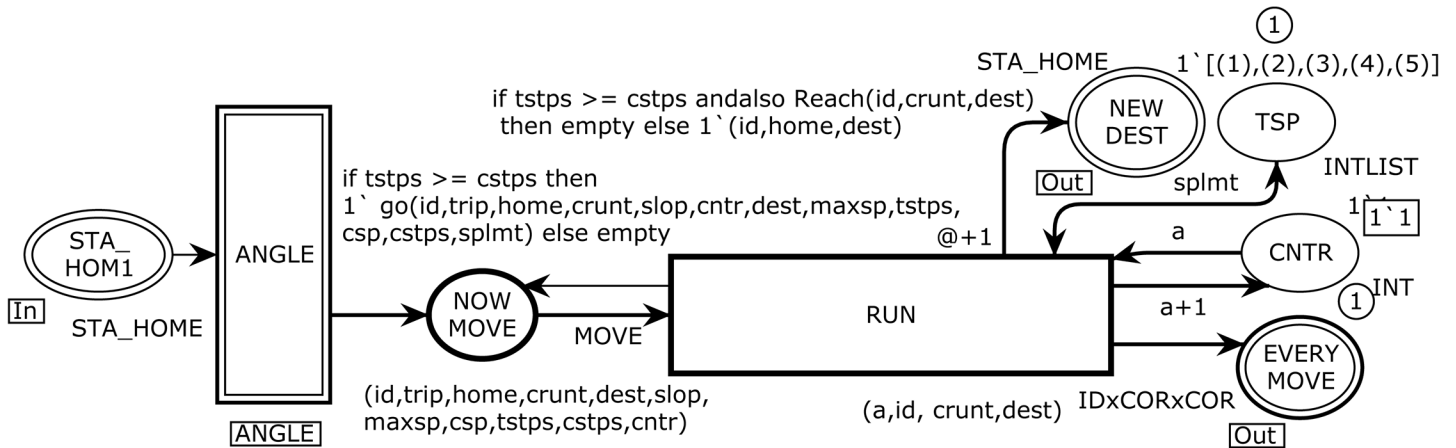 1
STA_HOME
1`[(1),(2),(3),(4),(5)]
if tstps >= cstps andalso Reach(id,crunt,dest)
then empty else 1`(id,home,dest)
NEW
DEST
TSP
INTLIST
Out
splmt
if tstps >= cstps then
1` go(id,trip,home,crunt,slop,cntr,dest,maxsp,tstps,
csp,cstps,splmt) else empty
@+1
a
1`1
CNTR
STA_
HOM1
ANGLE
In
STA_HOME
NOW
MOVE
MOVE
RUN
a+1
1
INT
EVERY
MOVE
(id,trip,home,crunt,dest,slop,
maxsp,csp,tstps,cstps,cntr)
(a,id, crunt,dest)
IDxCORxCOR
ANGLE
Out